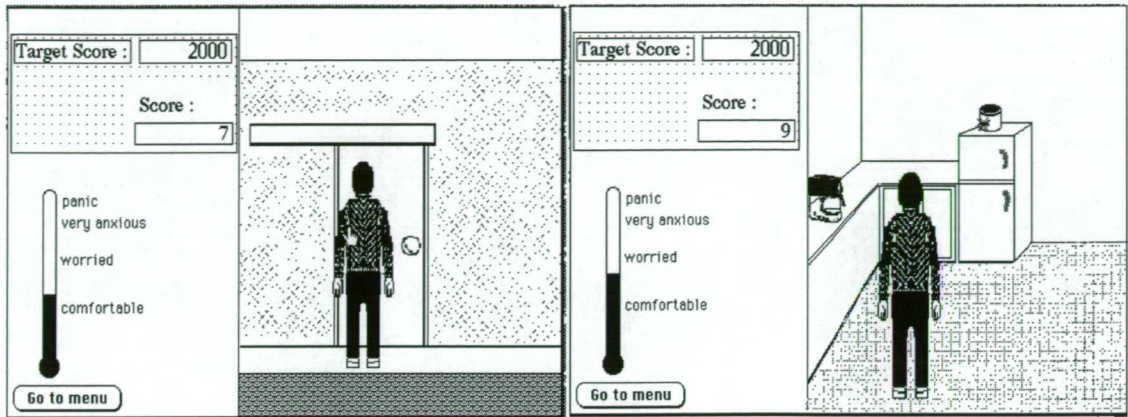 Target Score : 2000
Score :
7
panic
very anxious
worried
comfortable
Go to menu
Target Score : 2000
Score :
9
panic
very anxious
worried
comfortable
Go to menu